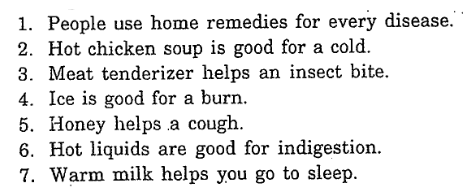 1. People use home remedies for every disease.
2. Hot chicken soup is good for a cold.
3. Meat tenderizer helps an insect bite.
4. Ice is good for a burn.
5. Honey helps a cough.
6. Hot liquids are good for indigestion.
7. Warm milk helps you go to sleep.